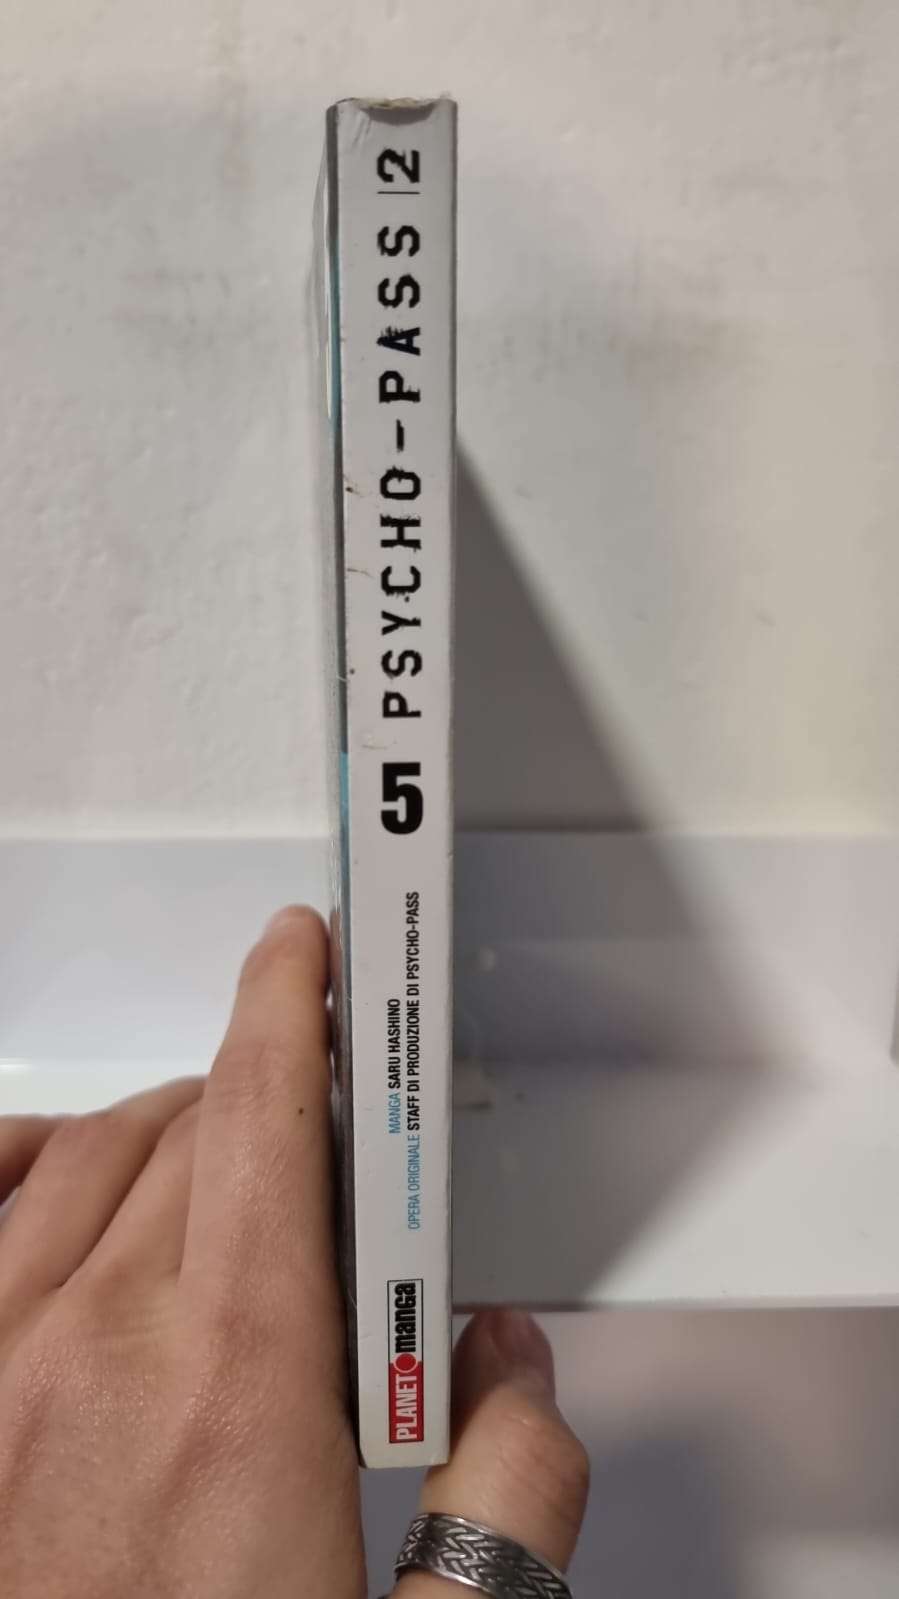 PSYCHO-PASS |2
5
MANGA SARU HASHINO
OPERA ORIGINALE STAFF DI PRODUZIONE DI PSYCHO-PASS
PLANET manga